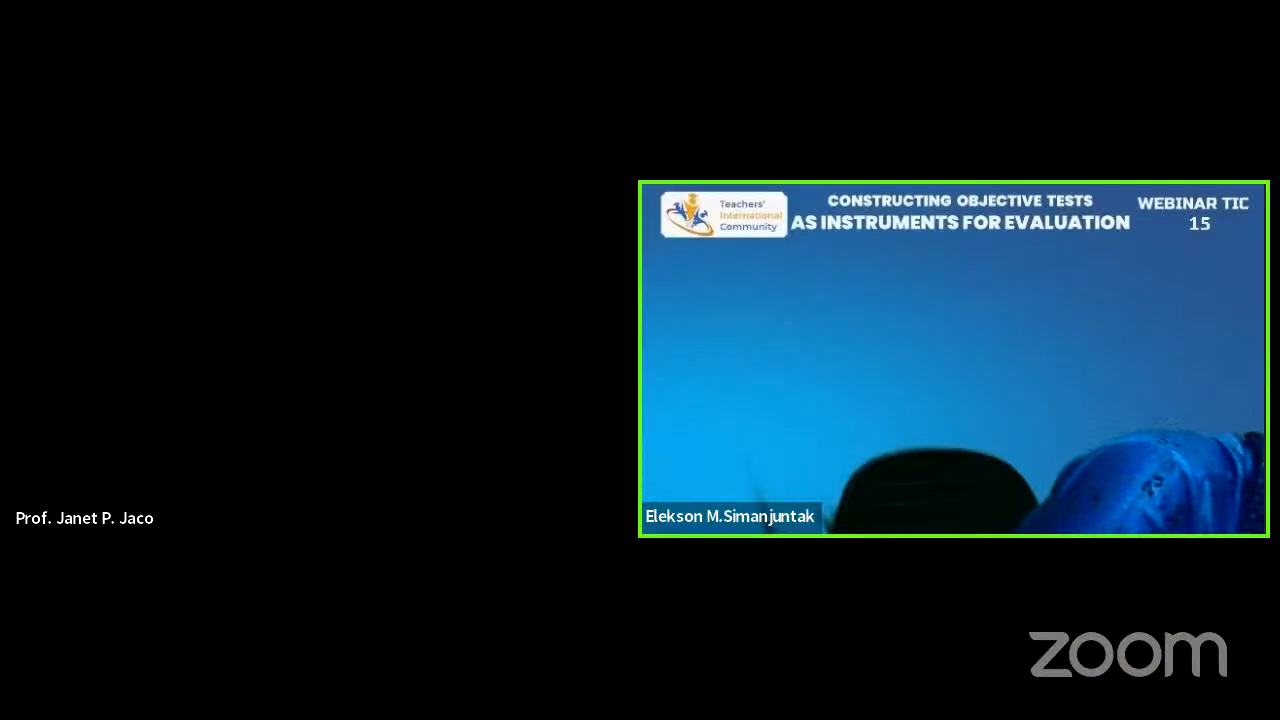 Teachers'
International
Community
CONSTRUCTING OBJECTIVE TESTS
AS INSTRUMENTS FOR EVALUATION
WEBINAR TIC
15
Prof. Janet P. Jaco
Elekson M.Simanjuntak
zoom